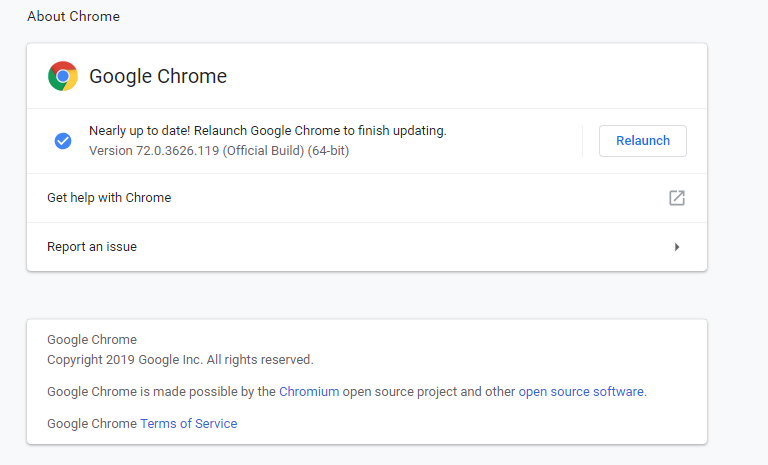 About Chrome
Google Chrome
Nearly up to date! Relaunch Google Chrome to finish updating.
Version 72.0.3626.119 (Official Build) (64-bit)
Relaunch
Get help with Chrome
Report an issue
Google Chrome
Copyright 2019 Google Inc. All rights reserved.
Google Chrome is made possible by the Chromium open source project and other open source software.
Google Chrome Terms of Service